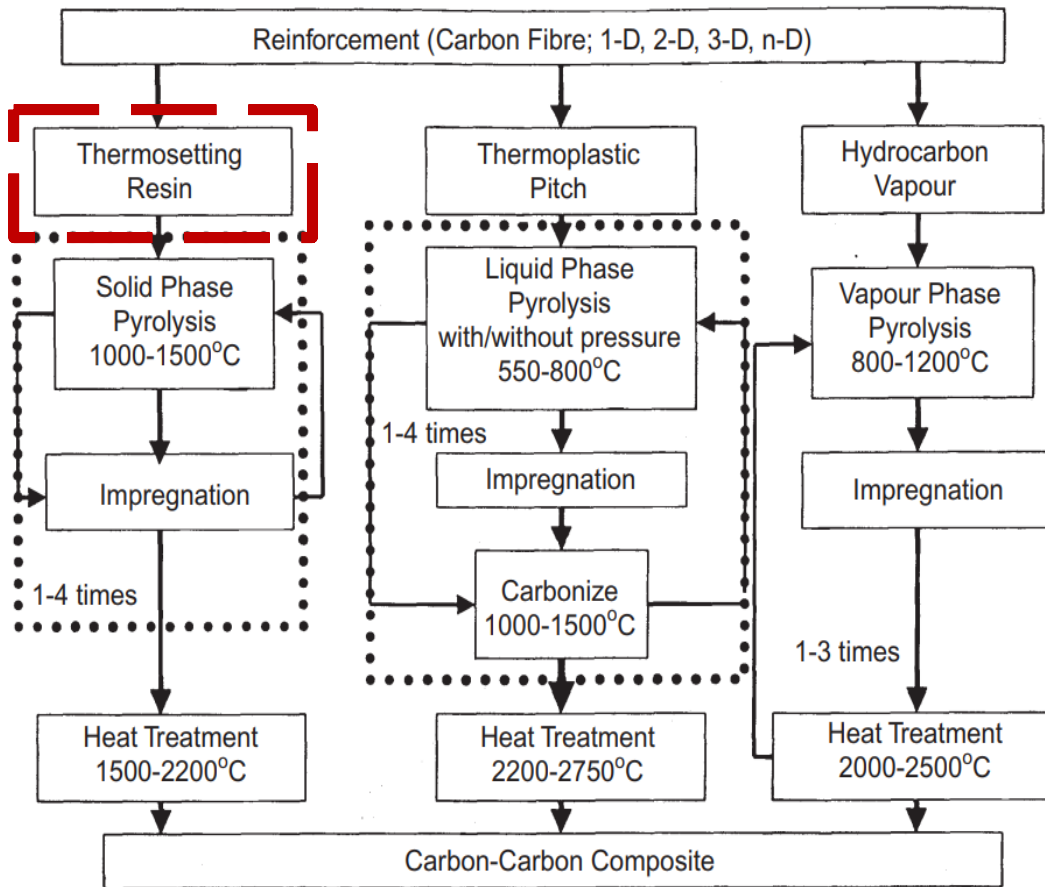 Reinforcement (Carbon Fibre; 1-D, 2-D, 3-D, n-D)
Thermosetting
Resin
Thermoplastic
Pitch
Hydrocarbon
Vapour
Solid Phase
Pyrolysis
1000-1500°C
Liquid Phase
Pyrolysis
with/without pressure
550-800°C
Vapour Phase
Pyrolysis
800-1200°C
1-4 times
Impregnation
Impregnation
Impregnation
Carbonize
1000-1500°C
1-4 times
1-3 times
Heat Treatment
1500-2200°C
Heat Treatment
2200-2750°C
Heat Treatment
2000-2500°C
Carbon-Carbon Composite